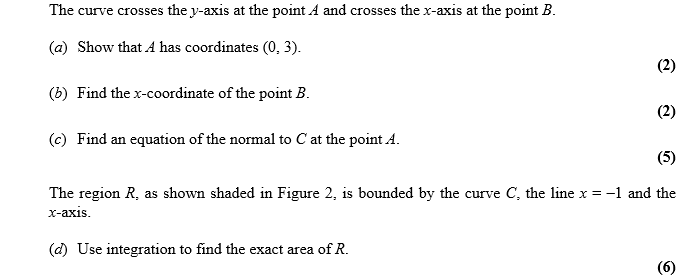 The curve crosses the y-axis at the point A and crosses the x-axis at the point B.
(a) Show that A has coordinates (0, 3).
(2)
(b) Find the x-coordinate of the point B.
(2)
(c) Find an equation of the normal to C at the point A.
(5)
The region R, as shown shaded in Figure 2, is bounded by the curve C, the line x = −1 and the
x-axis.
(d) Use integration to find the exact area of R.
(6)